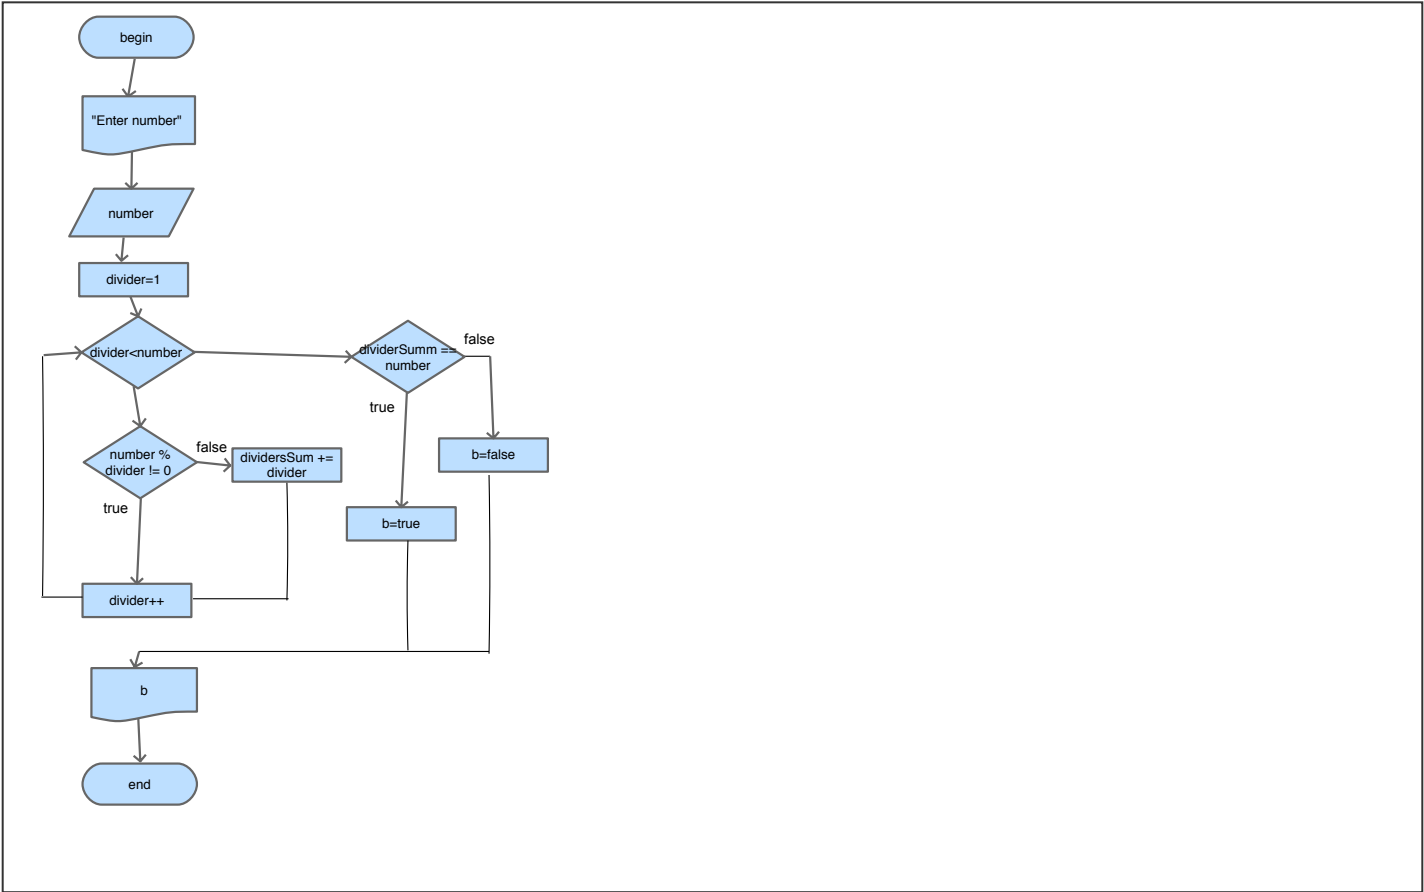 begin
"Enter number"
number
divider=1
divider<number
dividerSumm ==
number
false
true
number %
divider != 0
false
dividersSum +=
divider
b=false
true
b=true
divider++
b
end